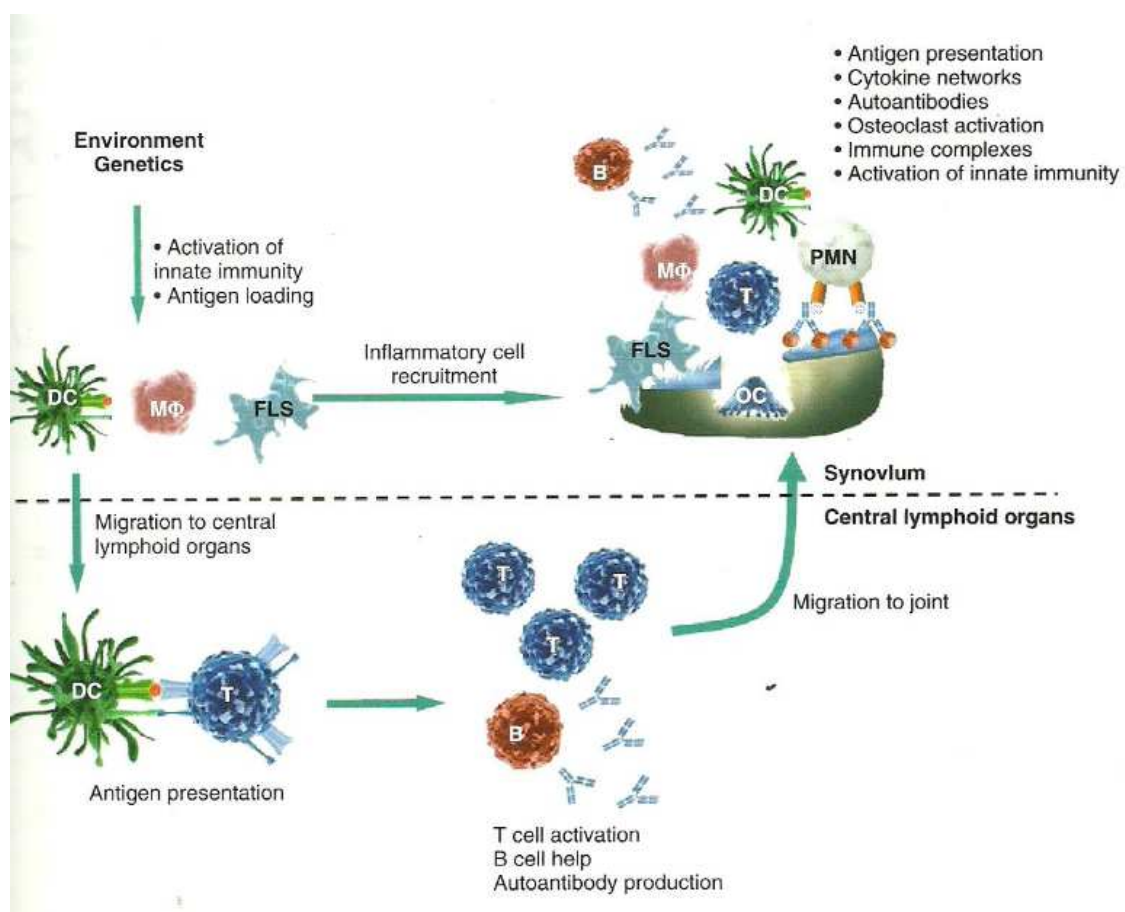 Environment
Genetics
• Activation of
innate immunity
• Antigen loading
DC
MΦ
FLS
Inflammatory cell
recruitment
• Antigen presentation
• Cytokine networks
• Autoantibodies
• Osteoclast activation
• Immune complexes
• Activation of innate immunity
B
DC
PMN
MΦ
T
FLS
OC
Synovlum
Central lymphoid organs
Migration to central
lymphoid organs
DC
T
Antigen presentation
T
T
T
B
T cell activation
B cell help
Autoantibody production
Migration to joint